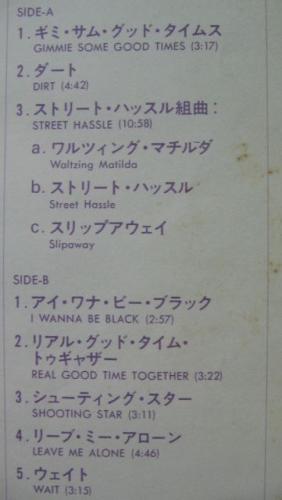 SIDE-A
1. ギミ・サム・グッド・タイムス
GIMMIE SOME GOOD TIMES (3:17)
2. ダート
DIRT (4:42)
3. ストリート・ハッスル組曲：
STREET HASSLE (10:58)
a. ワルツィング・マチルダ
Waltzing Matilda
b. ストリート・ハッスル
Street Hassle
c. スリップアウェイ
Slipaway
SIDE-B
1. アイ・ワナ・ビー・ブラック
I WANNA BE BLACK (2:57)
2. リアル・グッド・タイム・
トゥギャザー
REAL GOOD TIME TOGETHER (3:22)
3. シューティング・スター
SHOOTING STAR (3:11)
4. リーブ・ミー・アローン
LEAVE ME ALONE (4:46)
5. ウェイト
WAIT (3:15)